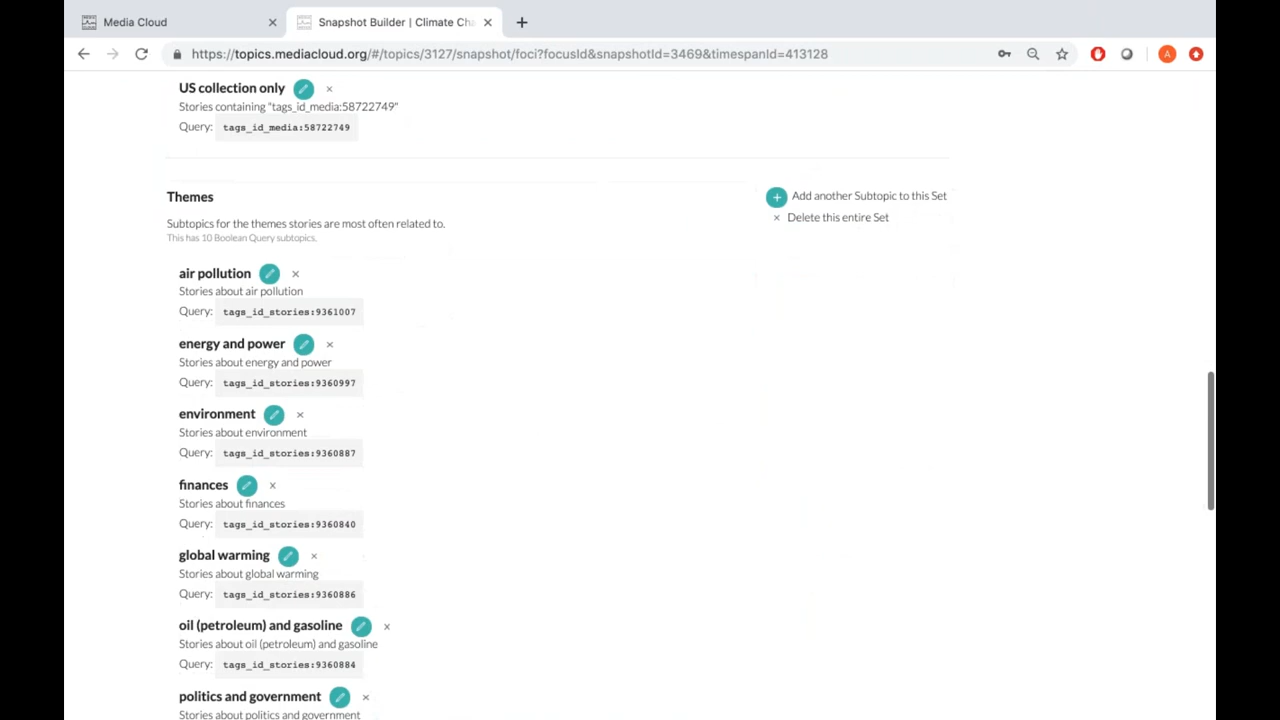 Media Cloud
Snapshot Builder | Climate Ch
https://topics.mediacloud.org/#/topics/3127/snapshot/foci?focusId&snapshotId=3469&timespanId=413128
A
US collection only
Stories containing "tags_id_media:58722749"
Query: tags_id_media:58722749
Themes
Add another Subtopic to this Set
Delete this entire Set
Subtopics for the themes stories are most often related to.
This has 10 Boolean Query subtopics.
air pollution
Stories about air pollution
Query: tags_id_stories:9361007
energy and power
Stories about energy and power
Query: tags_id_stories:9360997
environment
Stories about environment
Query: tags_id_stories:9360887
finances
Stories about finances
Query: tags_id_stories:9360840
global warming
Stories about global warming
Query: tags_id_stories:9360886
oil (petroleum) and gasoline
Stories about oil (petroleum) and gasoline
Query: tags_id_stories:9360884
politics and government
Stories about politics and government